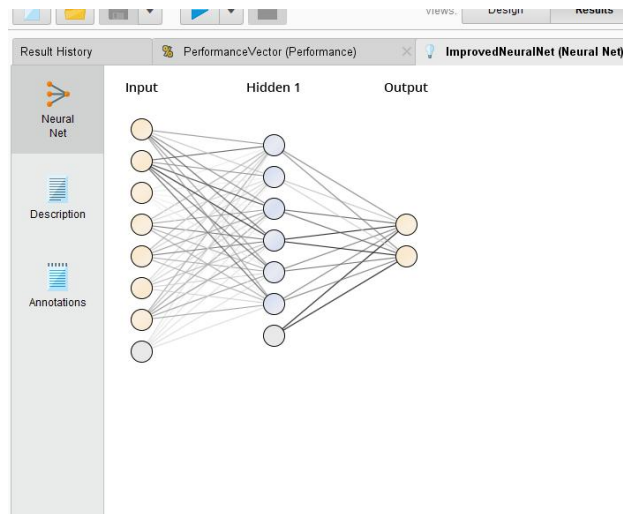 Views:
Design
Results
Result History
PerformanceVector (Performance)
ImprovedNeuralNet (Neural Net)
Input
Hidden 1
Output
Neural
Net
Description
Annotations